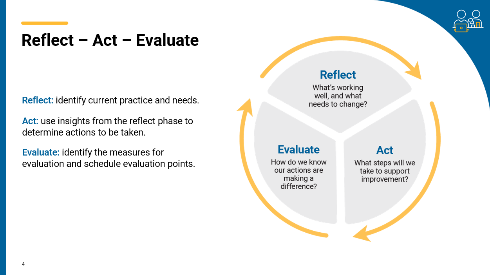 Reflect – Act – Evaluate
Reflect: identify current practice and needs.
Act: use insights from the reflect phase to
determine actions to be taken.
Evaluate: identify the measures for
evaluation and schedule evaluation points.
Reflect
What's working
well, and what
needs to change?
Evaluate
How do we know
our actions are
making a
difference?
Act
What steps will we
take to support
improvement?
4